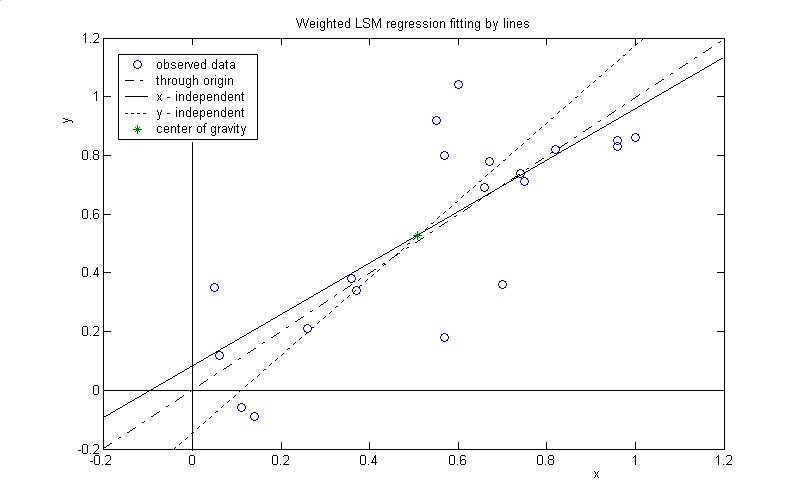 Weighted LSM regression fitting by lines
observed data
through origin
x - independent
y - independent
center of gravity
y
1.2
1
0.8
0.6
0.4
0.2
0
-0.2
-0.2 0 0.2 0.4 0.6 0.8 1 1.2
x